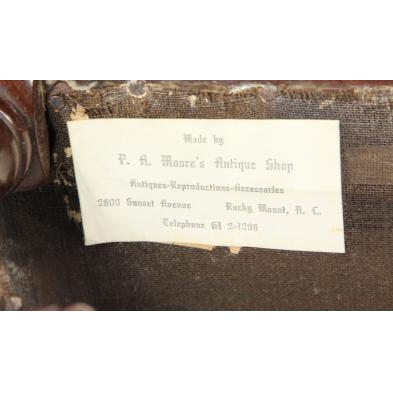 Made by
P. A. Moore's Antique Shop
Antiques-Reproductions-Accessories
2800 Sunset Avenue Rocky Mount, N. C.
Telephone GI 2-1296